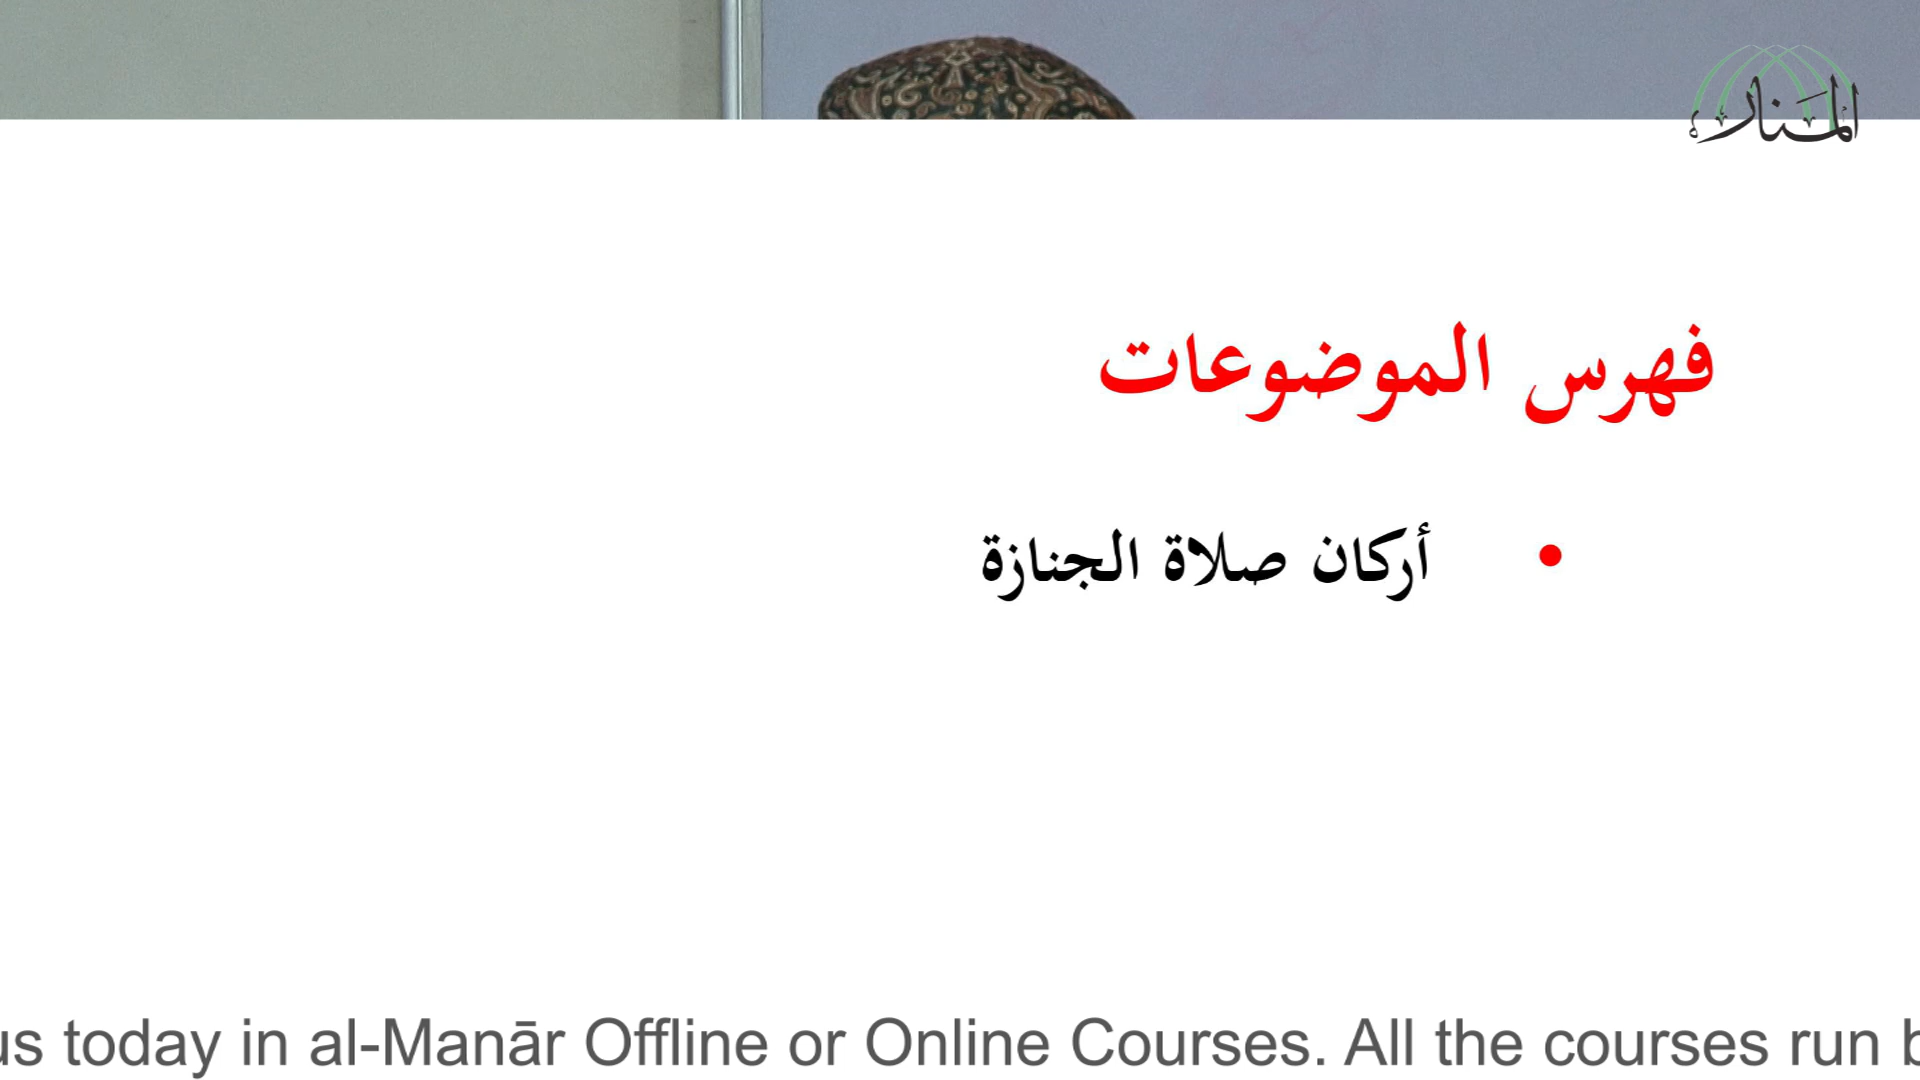 المنار
فهرس الموضوعات
• أركان صلاة الجنازة
us today in al-Manār Offline or Online Courses. All the courses run b